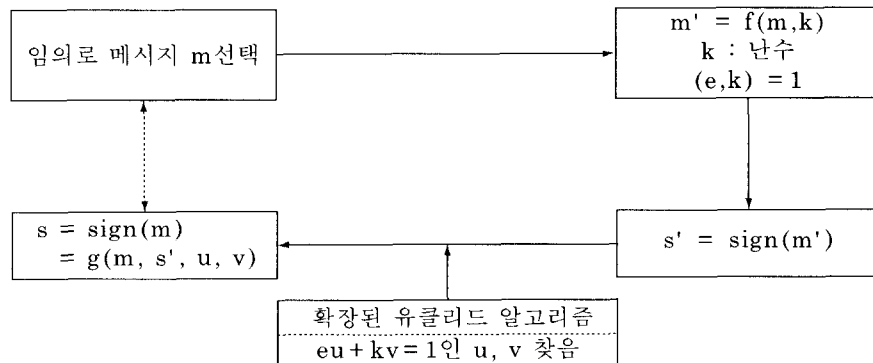 임의로 메시지 m선택
m' = f(m,k)
k : 난수
(e,k) = 1
s = sign(m)
= g(m, s', u, v)
s' = sign(m')
확장된 유클리드 알고리즘
eu+kv=1인 u, v 찾음